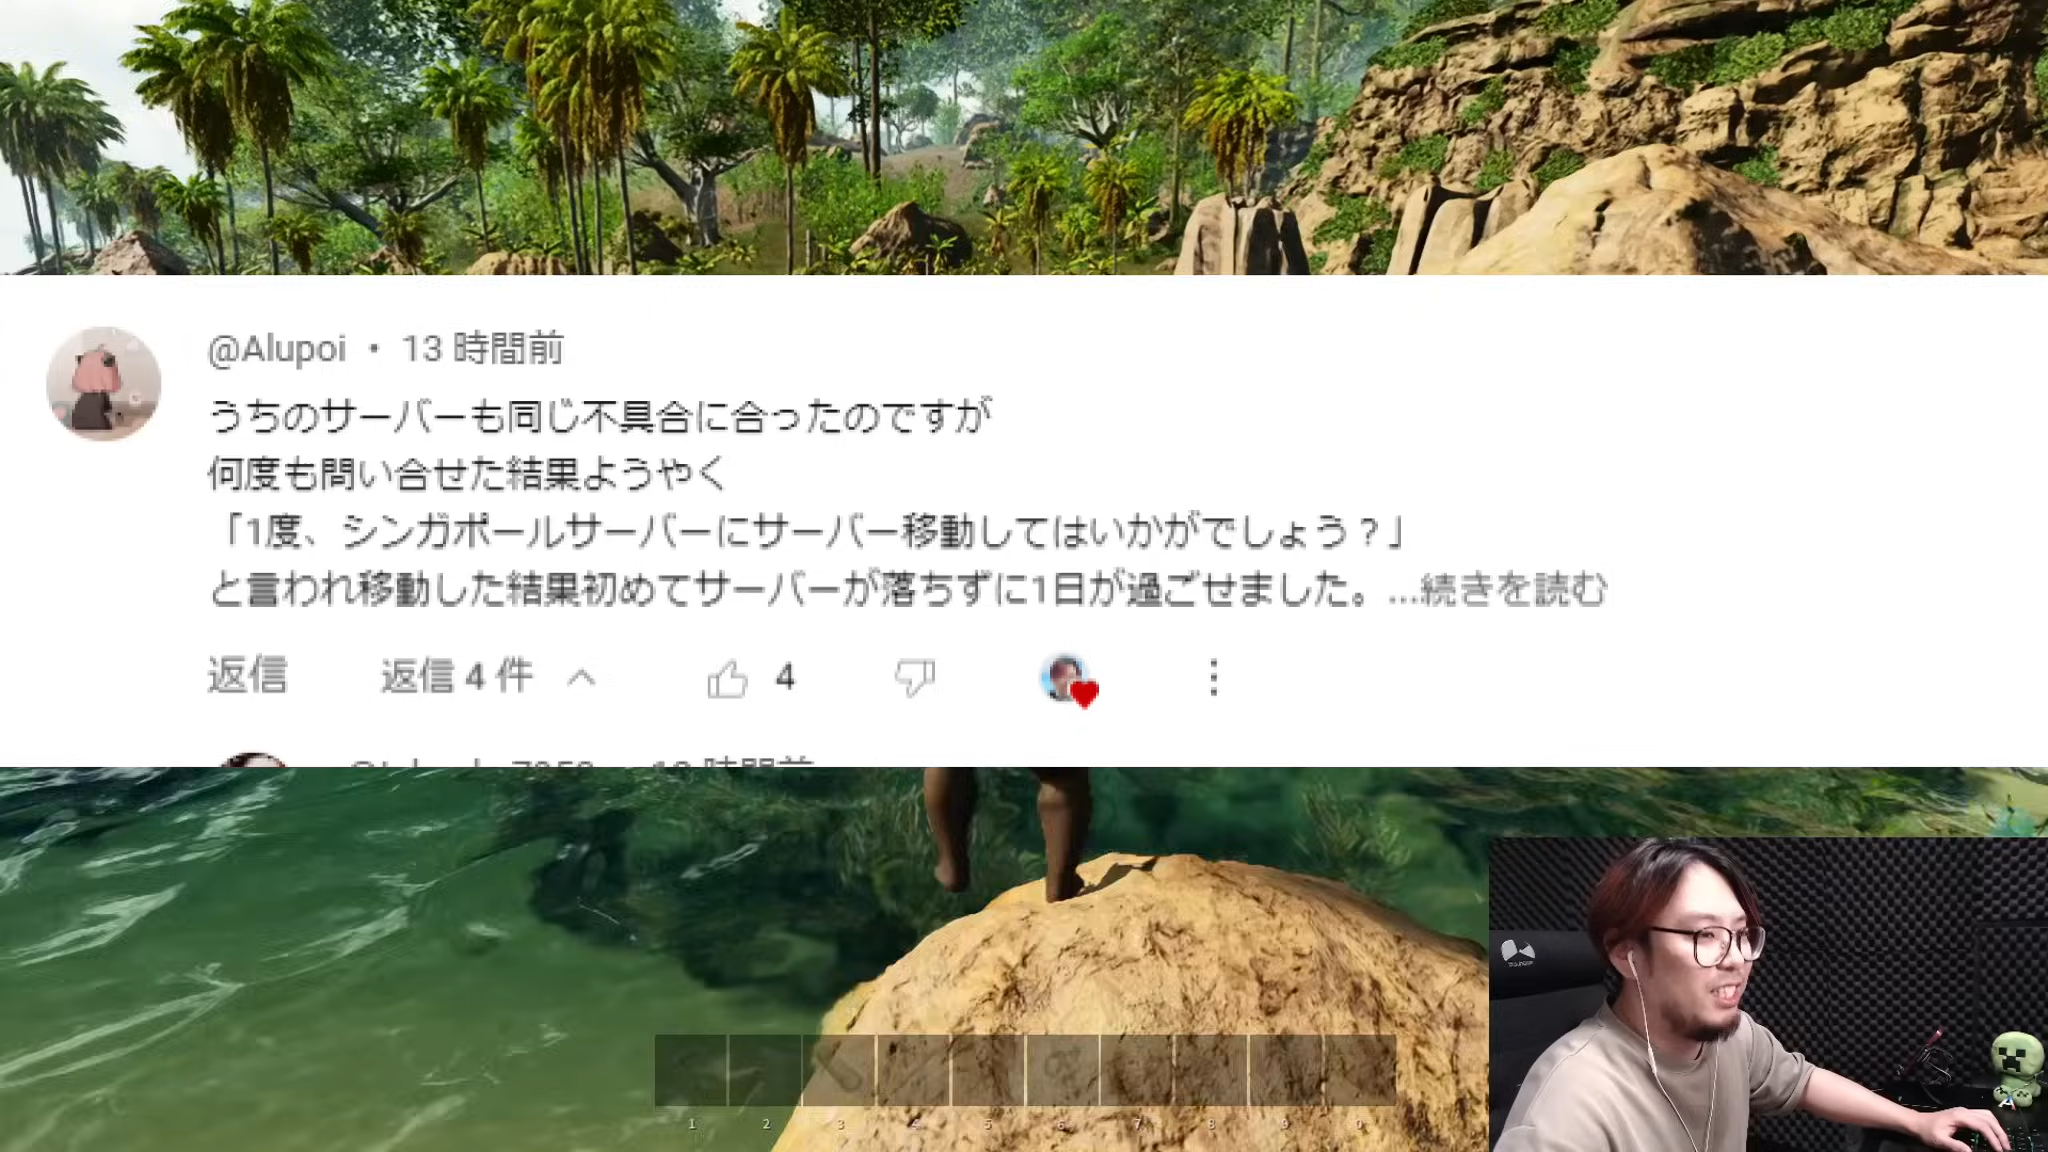 @Alupoi ・ 13 時間前
うちのサーバーも同じ不具合に合ったのですが
何度も問い合せた結果ようやく
「1度、シンガポールサーバーにサーバー移動してはいかがでしょう？」
と言われ移動した結果初めてサーバーが落ちずに1日が過ごせました。...続きを読む
返信 返信 4 件 4
1 2 3 4 5 6 7 8 9 0